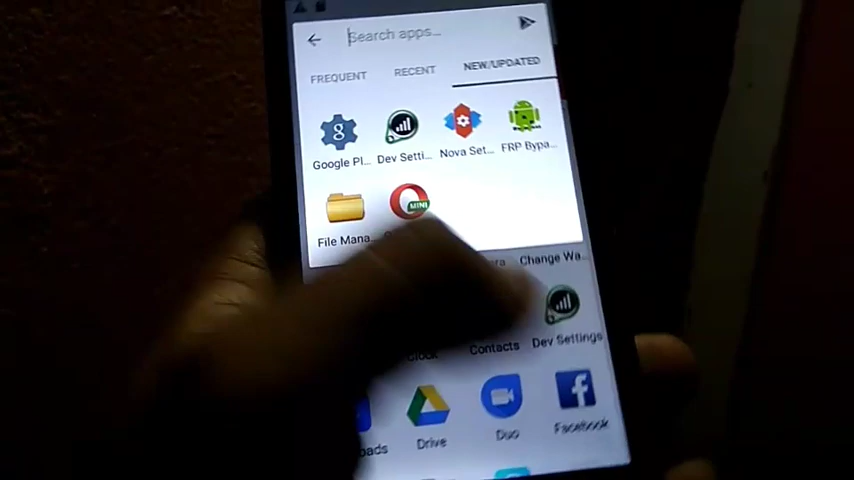 Search apps...
FREQUENT RECENT NEW/UPDATED
Google Pl... Dev Setti... Nova Set... FRP Bypa...
MINI
File Mana...
Change Wa...
Clock Contacts Dev Settings
Drive Duo Facebook